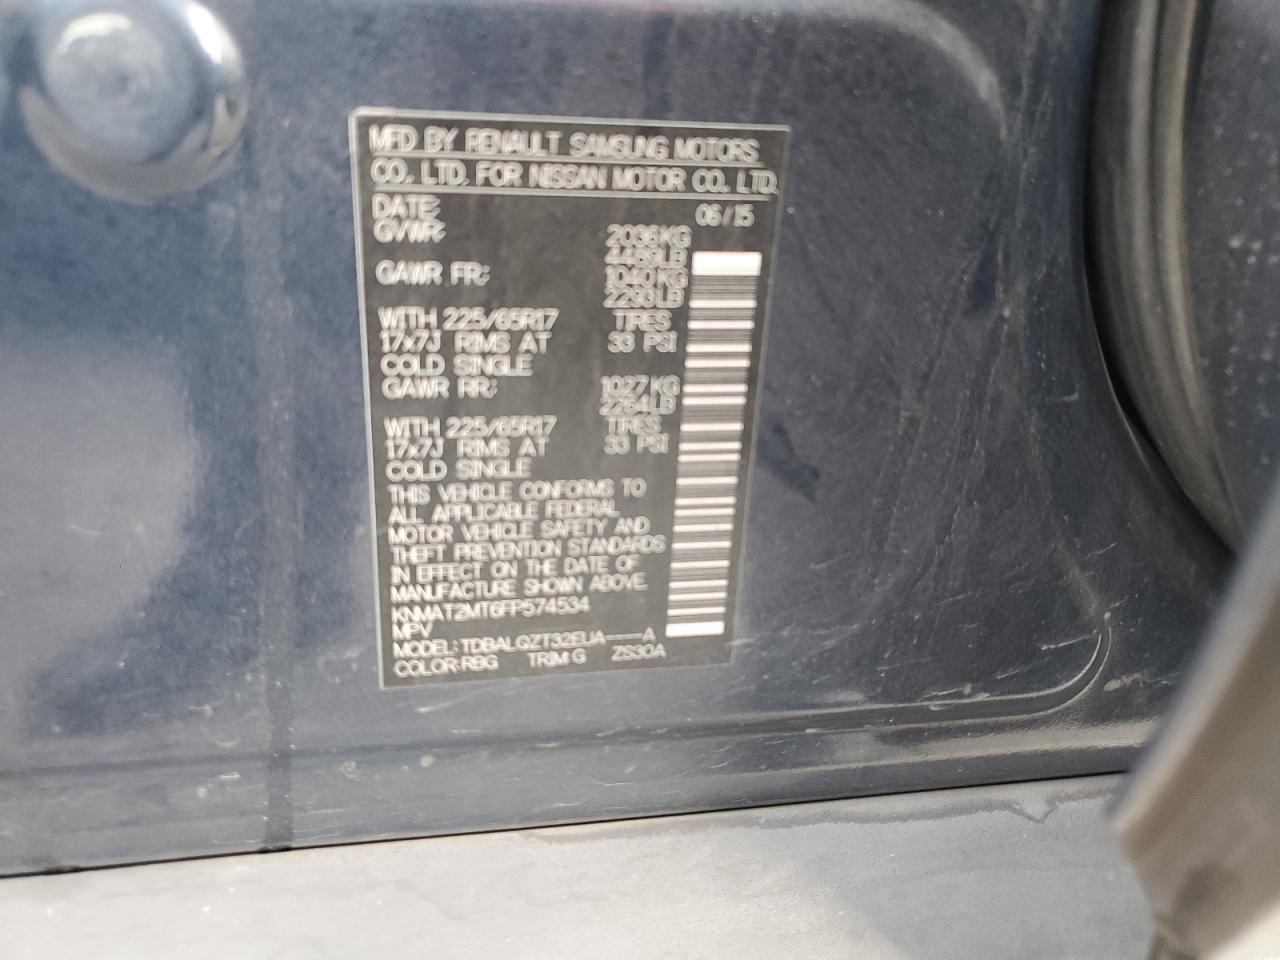 MFD BY RENAULT SAMSUNG MOTORS
CO., LTD. FOR NISSAN MOTOR CO., LTD.
DATE: 06/15
GVWR: 2036KG
4489LB
GAWR FR: 1040KG
2293LB
WITH 225/65R17 TIRES
17x7J RIMS AT 33 PSI
COLD SINGLE
GAWR RR: 1027KG
2264LB
WITH 225/65R17 TIRES
17x7J RIMS AT 33 PSI
COLD SINGLE
THIS VEHICLE CONFORMS TO
ALL APPLICABLE FEDERAL
MOTOR VEHICLE SAFETY AND
THEFT PREVENTION STANDARDS
IN EFFECT ON THE DATE OF
MANUFACTURE SHOWN ABOVE.
KNMAT2MT6FP574534
MPV
MODEL: TDBALQZT32EUA----A
COLOR:RBG TRIM:G ZS30A